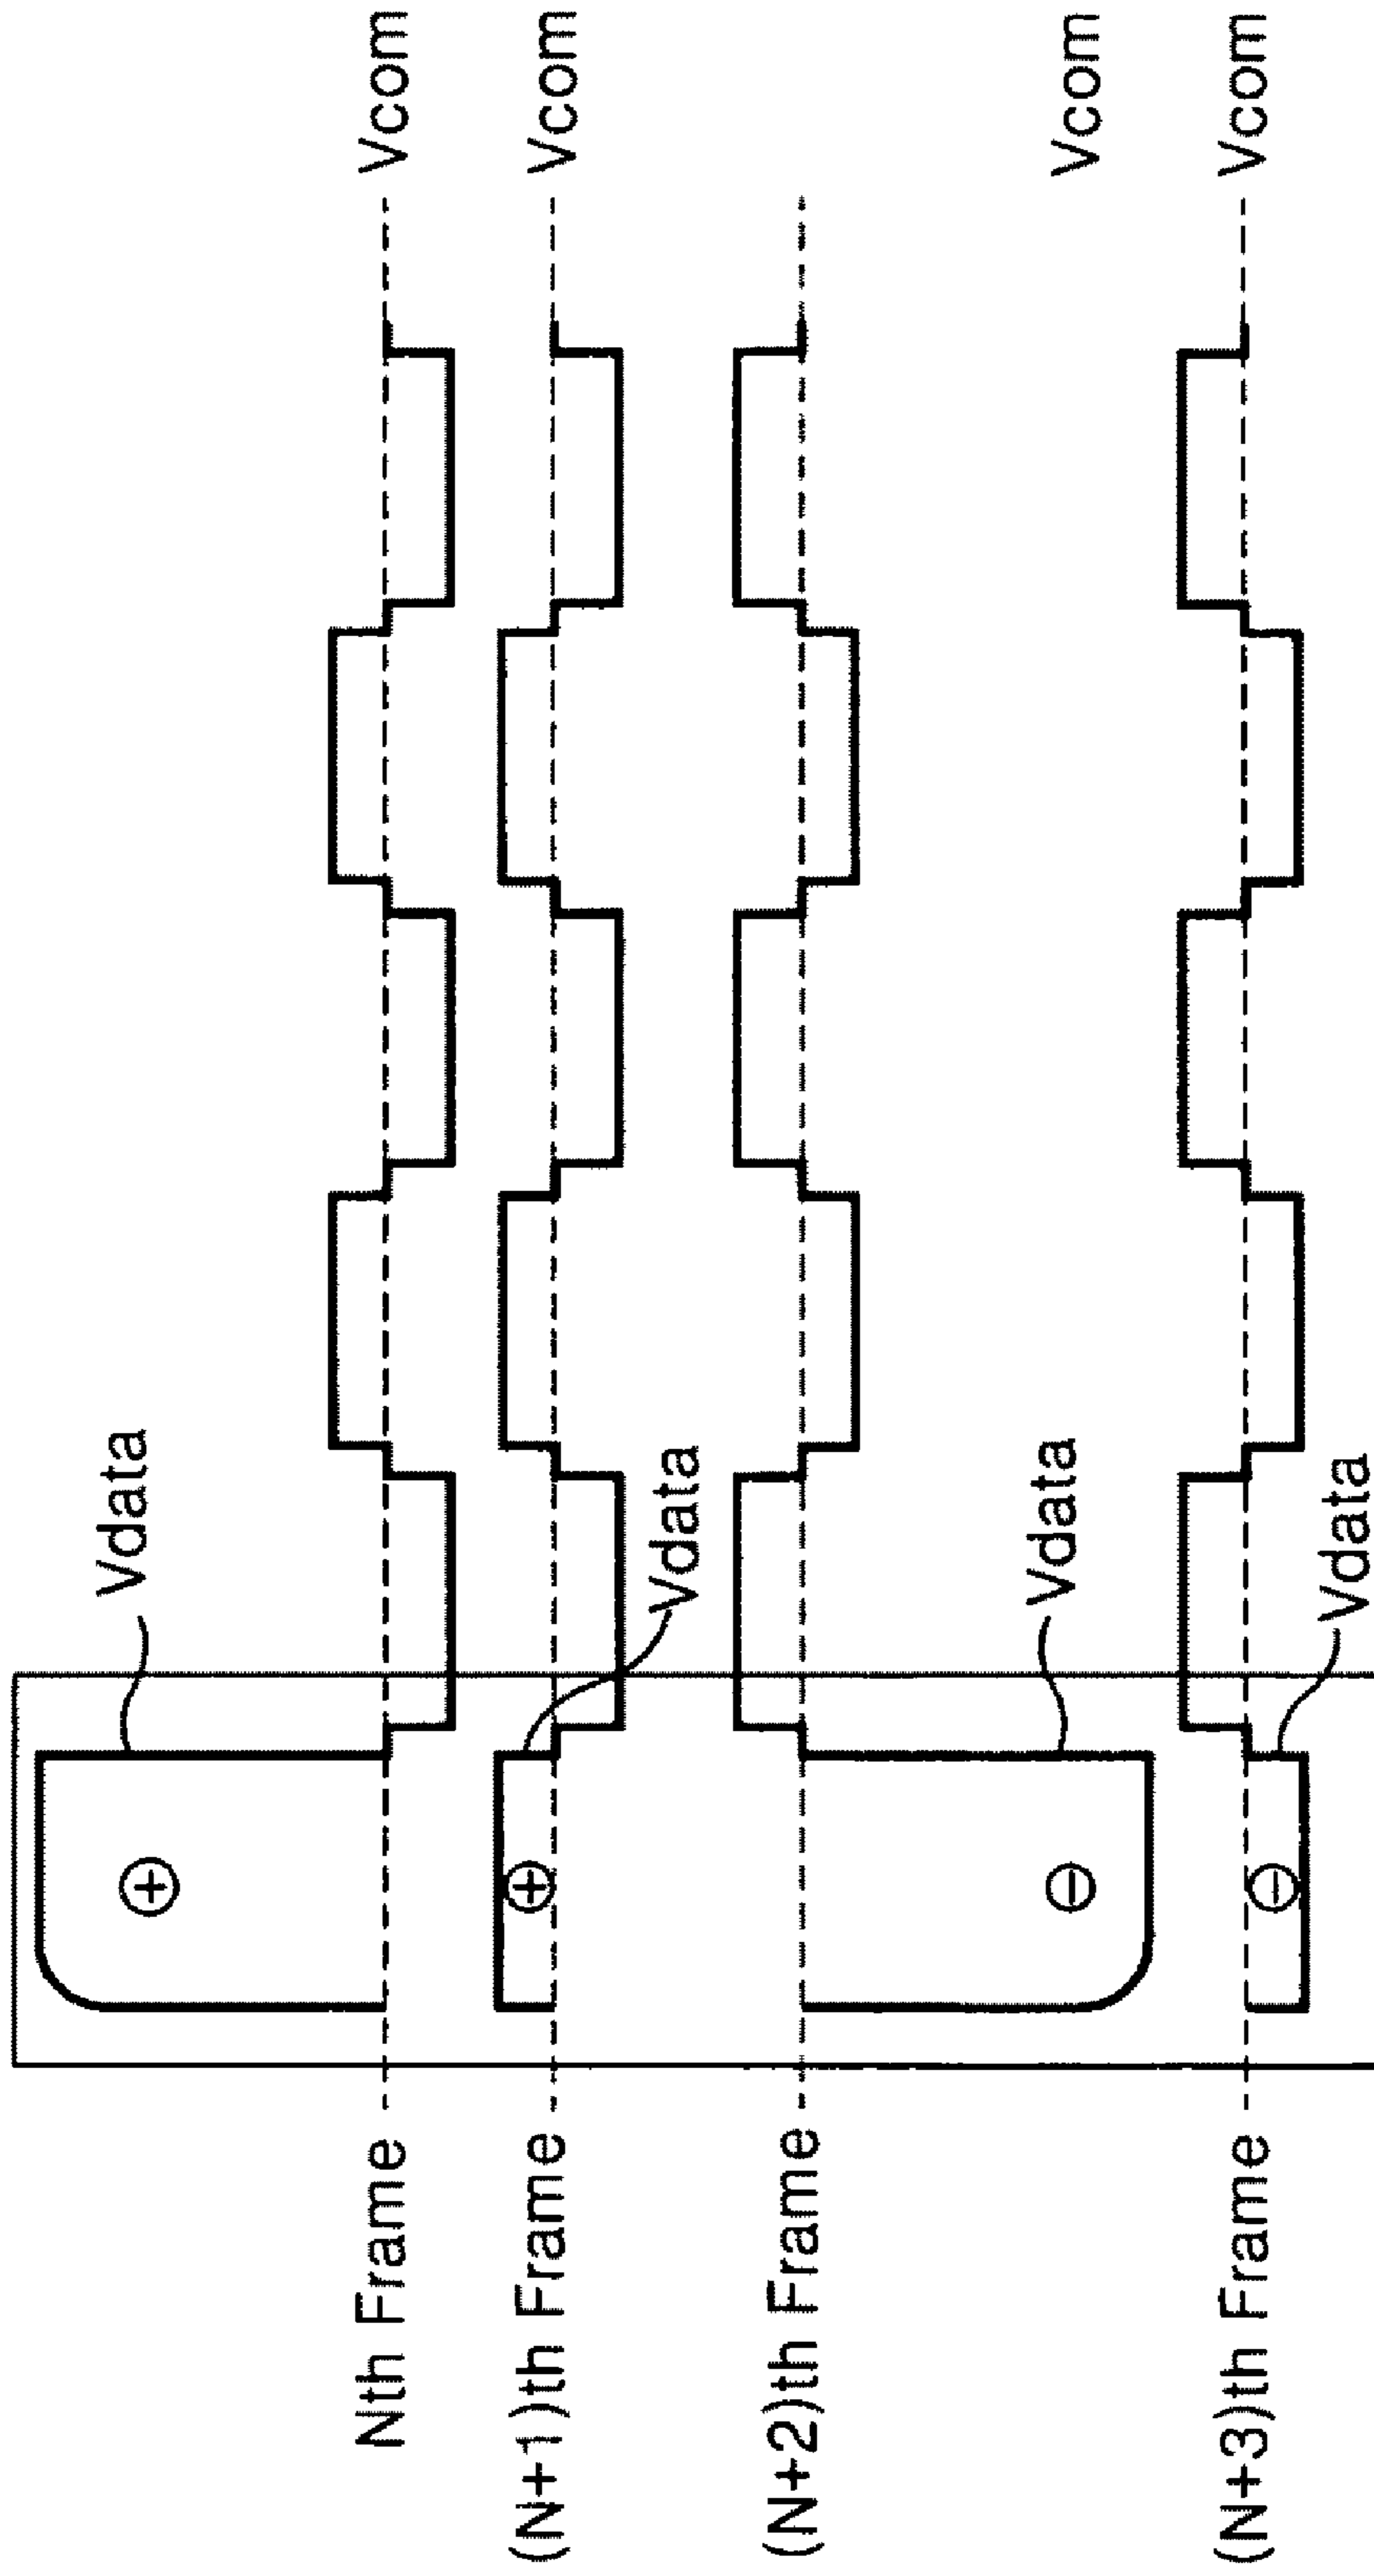 Nth Frame
Vdata
Vcom
(N+1)th Frame
Vdata
Vcom
(N+2)th Frame
Vdata
Vcom
(N+3)th Frame
Vdata
Vcom